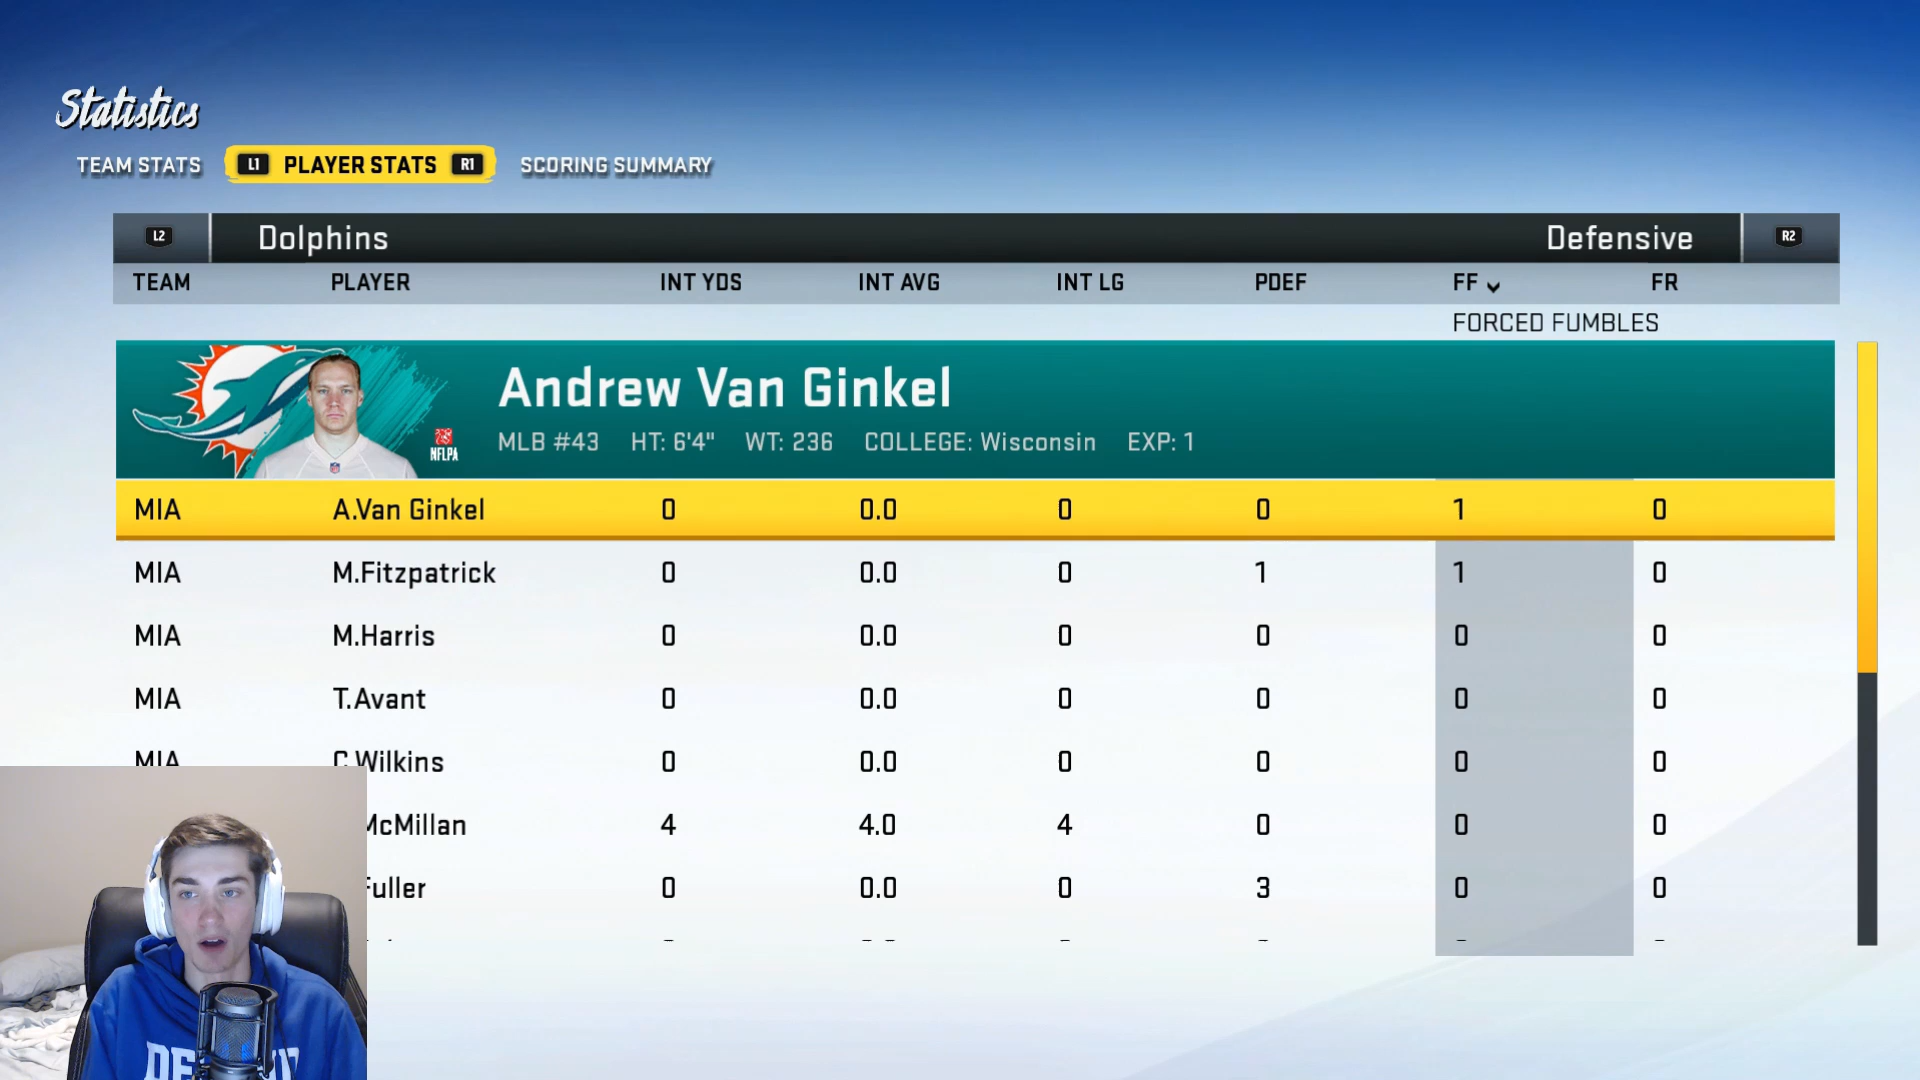 Statistics
TEAM STATS L1 PLAYER STATS R1 SCORING SUMMARY
L2 Dolphins Defensive R2
TEAM PLAYER INT YDS INT AVG INT LG PDEF FF FR
FORCED FUMBLES
Andrew Van Ginkel
NFLPA MLB #43 HT: 6'4" WT: 236 COLLEGE: Wisconsin EXP: 1
MIA A.Van Ginkel 0 0.0 0 0 1 0
MIA M.Fitzpatrick 0 0.0 0 1 1 0
MIA M.Harris 0 0.0 0 0 0 0
MIA T.Avant 0 0.0 0 0 0 0
MIA C.Wilkins 0 0.0 0 0 0 0
McMillan 4 4.0 4 0 0 0
Fuller 0 0.0 0 3 0 0